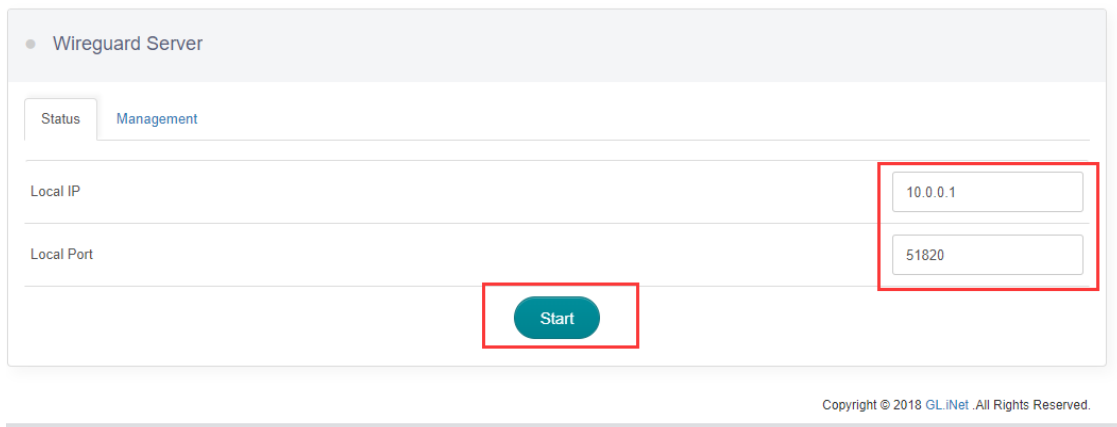 Wireguard Server
Status Management
Local IP 10.0.0.1
Local Port 51820
Start
Copyright © 2018 GL.iNet .All Rights Reserved.